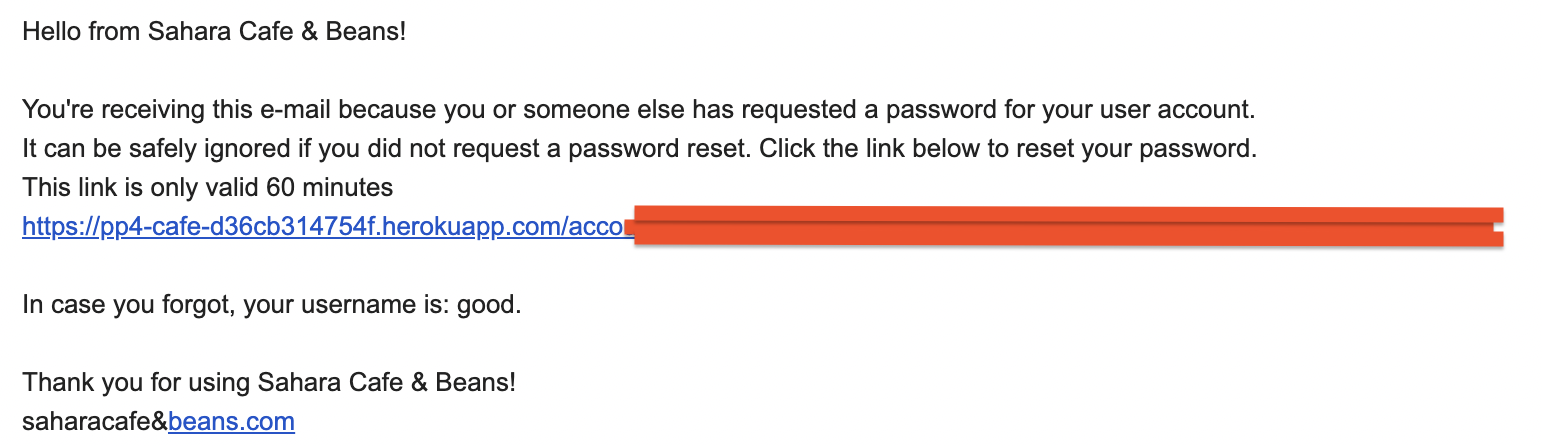 Hello from Sahara Cafe & Beans!
You're receiving this e-mail because you or someone else has requested a password for your user account.
It can be safely ignored if you did not request a password reset. Click the link below to reset your password.
This link is only valid 60 minutes
https://pp4-cafe-d36cb314754f.herokuapp.com/acco
In case you forgot, your username is: good.
Thank you for using Sahara Cafe & Beans!
saharacafe&beans.com